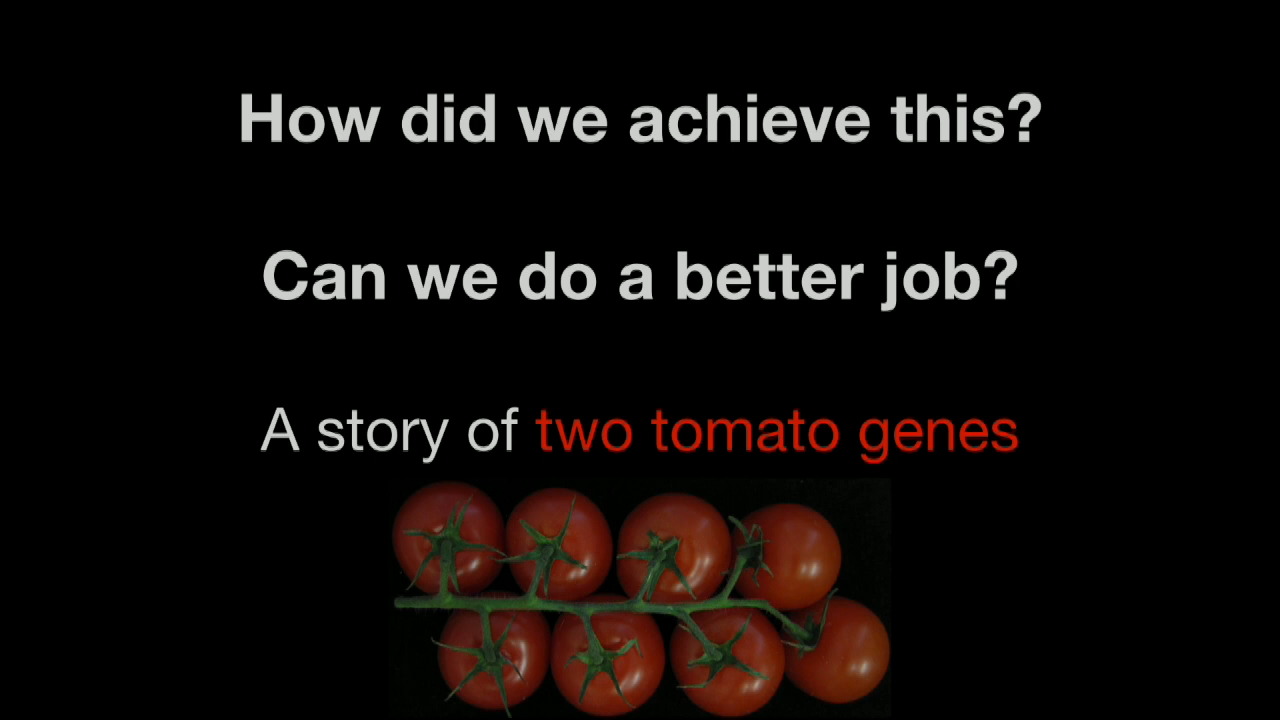 How did we achieve this?
Can we do a better job?
A story of two tomato genes